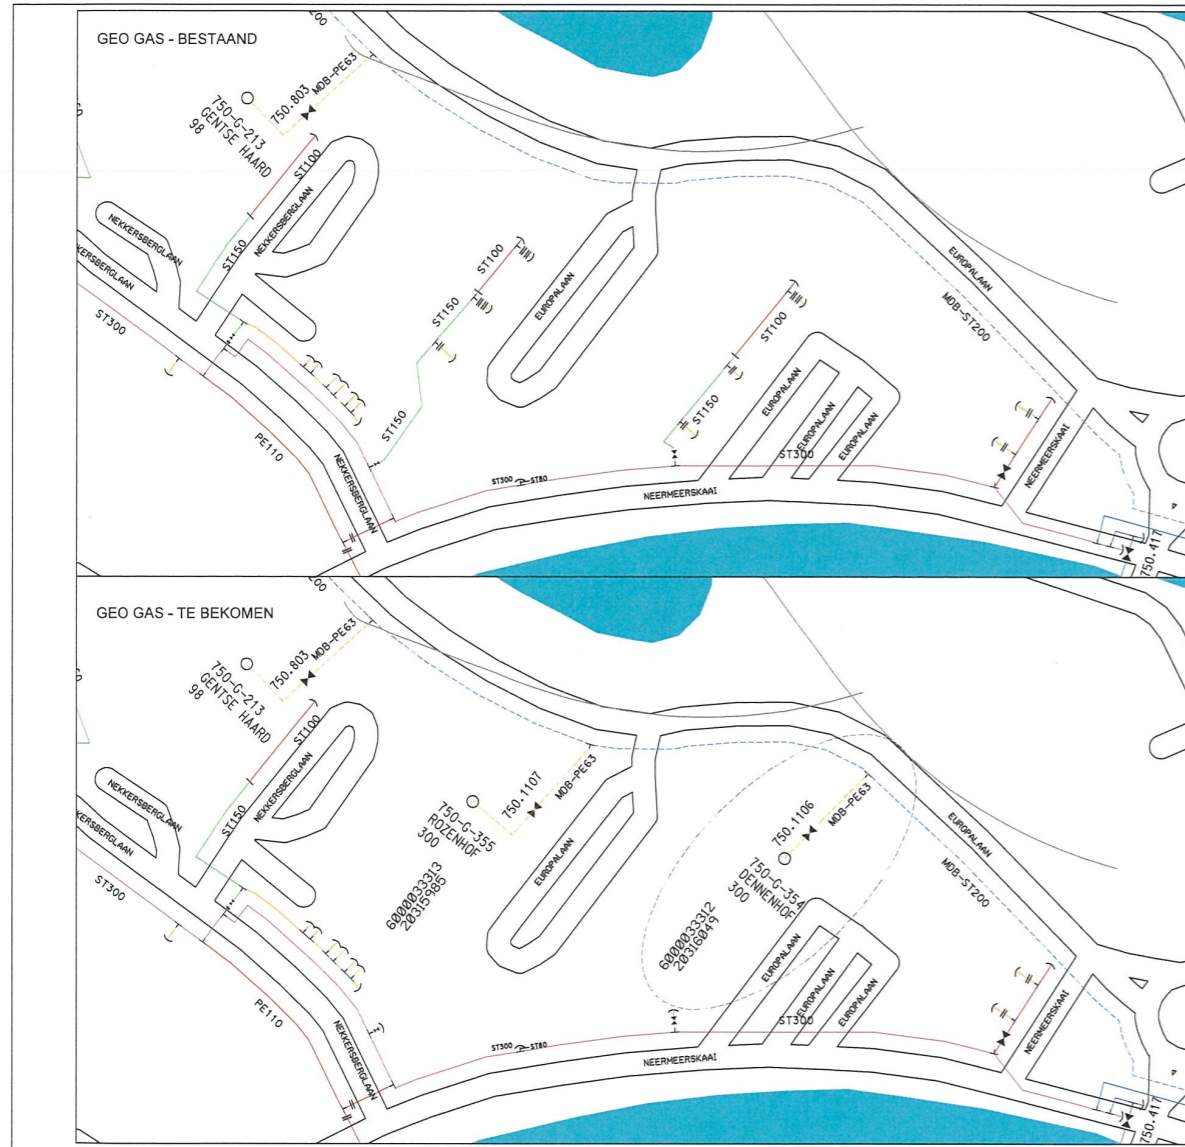 GEO GAS - BESTAAND
200
750.803
MDB-PE63
750-G-213
GENTSE HAARD
98
ST100
NEKKERSBERGLAAN
NEKKERSBERGLAAN
ST150
ST100
ST150
EUROPALAAN
EUROPALAAN
MDB-ST200
ST300
ST150
ST100
ST150
EUROPALAAN
EUROPALAAN
EUROPALAAN
PE110
NEKKERSBERGLAAN
ST300
ST80
NEERMEERSKAAI
ST300
NEERMEERSKAAI
750.417
GEO GAS - TE BEKOMEN
200
750.803
MDB-PE63
750-G-213
GENTSE HAARD
98
ST100
NEKKERSBERGLAAN
NEKKERSBERGLAAN
ST150
750.1107
MDB-PE63
750-G-355
ROZENHOF
300
6000033313
20315985
EUROPALAAN
750.1106
MDB-PE63
750-G-354
DENNENHOF
300
6000033312
20316049
EUROPALAAN
MDB-ST200
ST300
EUROPALAAN
EUROPALAAN
EUROPALAAN
PE110
NEKKERSBERGLAAN
ST300
ST80
NEERMEERSKAAI
ST300
NEERMEERSKAAI
750.417